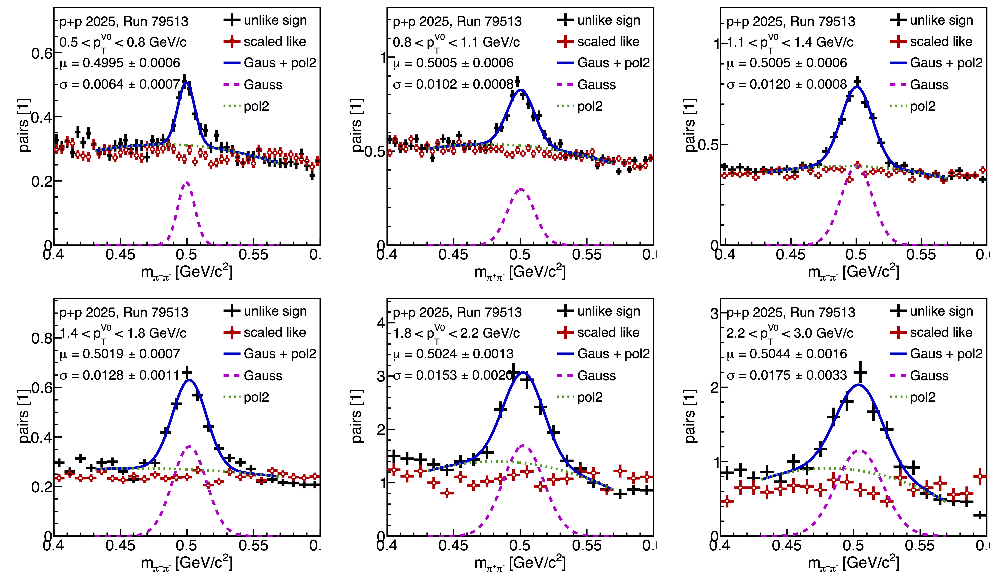 p+p 2025, Run 79513
0.5 < p_T^V0 < 0.8 GeV/c
μ = 0.4995 ± 0.0006
σ = 0.0064 ± 0.0007
unlike sign
scaled like
Gaus + pol2
Gauss
pol2
pairs [1]
0.6
0.4
0.2
0
0.4 0.45 0.5 0.55 0.
m_π⁺π⁻ [GeV/c²]
p+p 2025, Run 79513
0.8 < p_T^V0 < 1.1 GeV/c
μ = 0.5005 ± 0.0006
σ = 0.0102 ± 0.0008
unlike sign
scaled like
Gaus + pol2
Gauss
pol2
pairs [1]
1
0.5
0
0.4 0.45 0.5 0.55 0.
m_π⁺π⁻ [GeV/c²]
p+p 2025, Run 79513
1.1 < p_T^V0 < 1.4 GeV/c
μ = 0.5005 ± 0.0006
σ = 0.0120 ± 0.0008
unlike sign
scaled like
Gaus + pol2
Gauss
pol2
pairs [1]
1
0.5
0
0.4 0.45 0.5 0.55 0.
m_π⁺π⁻ [GeV/c²]
p+p 2025, Run 79513
1.4 < p_T^V0 < 1.8 GeV/c
μ = 0.5019 ± 0.0007
σ = 0.0128 ± 0.0011
unlike sign
scaled like
Gaus + pol2
Gauss
pol2
pairs [1]
0.8
0.6
0.4
0.2
0
0.4 0.45 0.5 0.55 0.
m_π⁺π⁻ [GeV/c²]
p+p 2025, Run 79513
1.8 < p_T^V0 < 2.2 GeV/c
μ = 0.5024 ± 0.0013
σ = 0.0153 ± 0.0020
unlike sign
scaled like
Gaus + pol2
Gauss
pol2
pairs [1]
4
3
2
1
0
0.4 0.45 0.5 0.55 0.
m_π⁺π⁻ [GeV/c²]
p+p 2025, Run 79513
2.2 < p_T^V0 < 3.0 GeV/c
μ = 0.5044 ± 0.0016
σ = 0.0175 ± 0.0033
unlike sign
scaled like
Gaus + pol2
Gauss
pol2
pairs [1]
3
2
1
0
0.4 0.45 0.5 0.55 0.
m_π⁺π⁻ [GeV/c²]